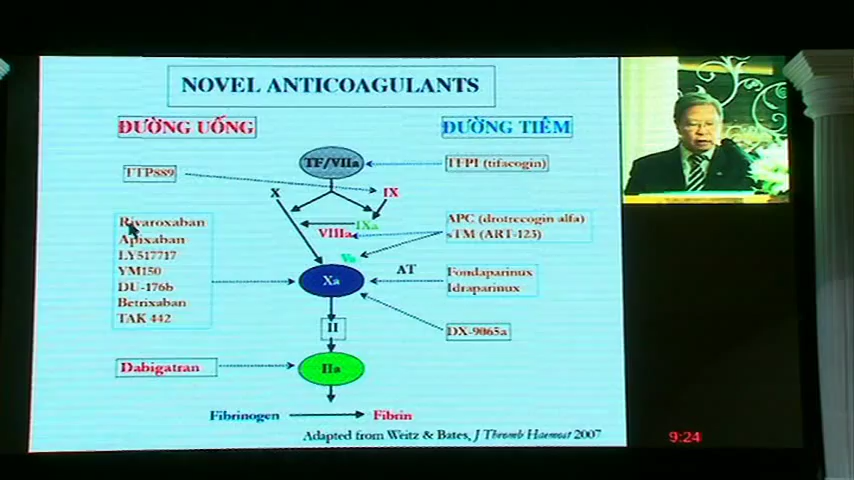 NOVEL ANTICOAGULANTS
ĐƯỜNG UỐNG
ĐƯỜNG TIÊM
TF/VIIa
TFPI (tifacogin)
TTP889
X
IX
Rivaroxaban
Apixaban
LY517717
YM150
DU-176b
Betrixaban
TAK 442
IXa
VIIIa
APC (drotrecogin alfa)
sTM (ART-123)
Va
Xa
AT
Fondaparinux
Idraparinux
II
DX-9065a
Dabigatran
IIa
Fibrinogen
Fibrin
Adapted from Weitz & Bates, J Thromb Haemost 2007
9:24